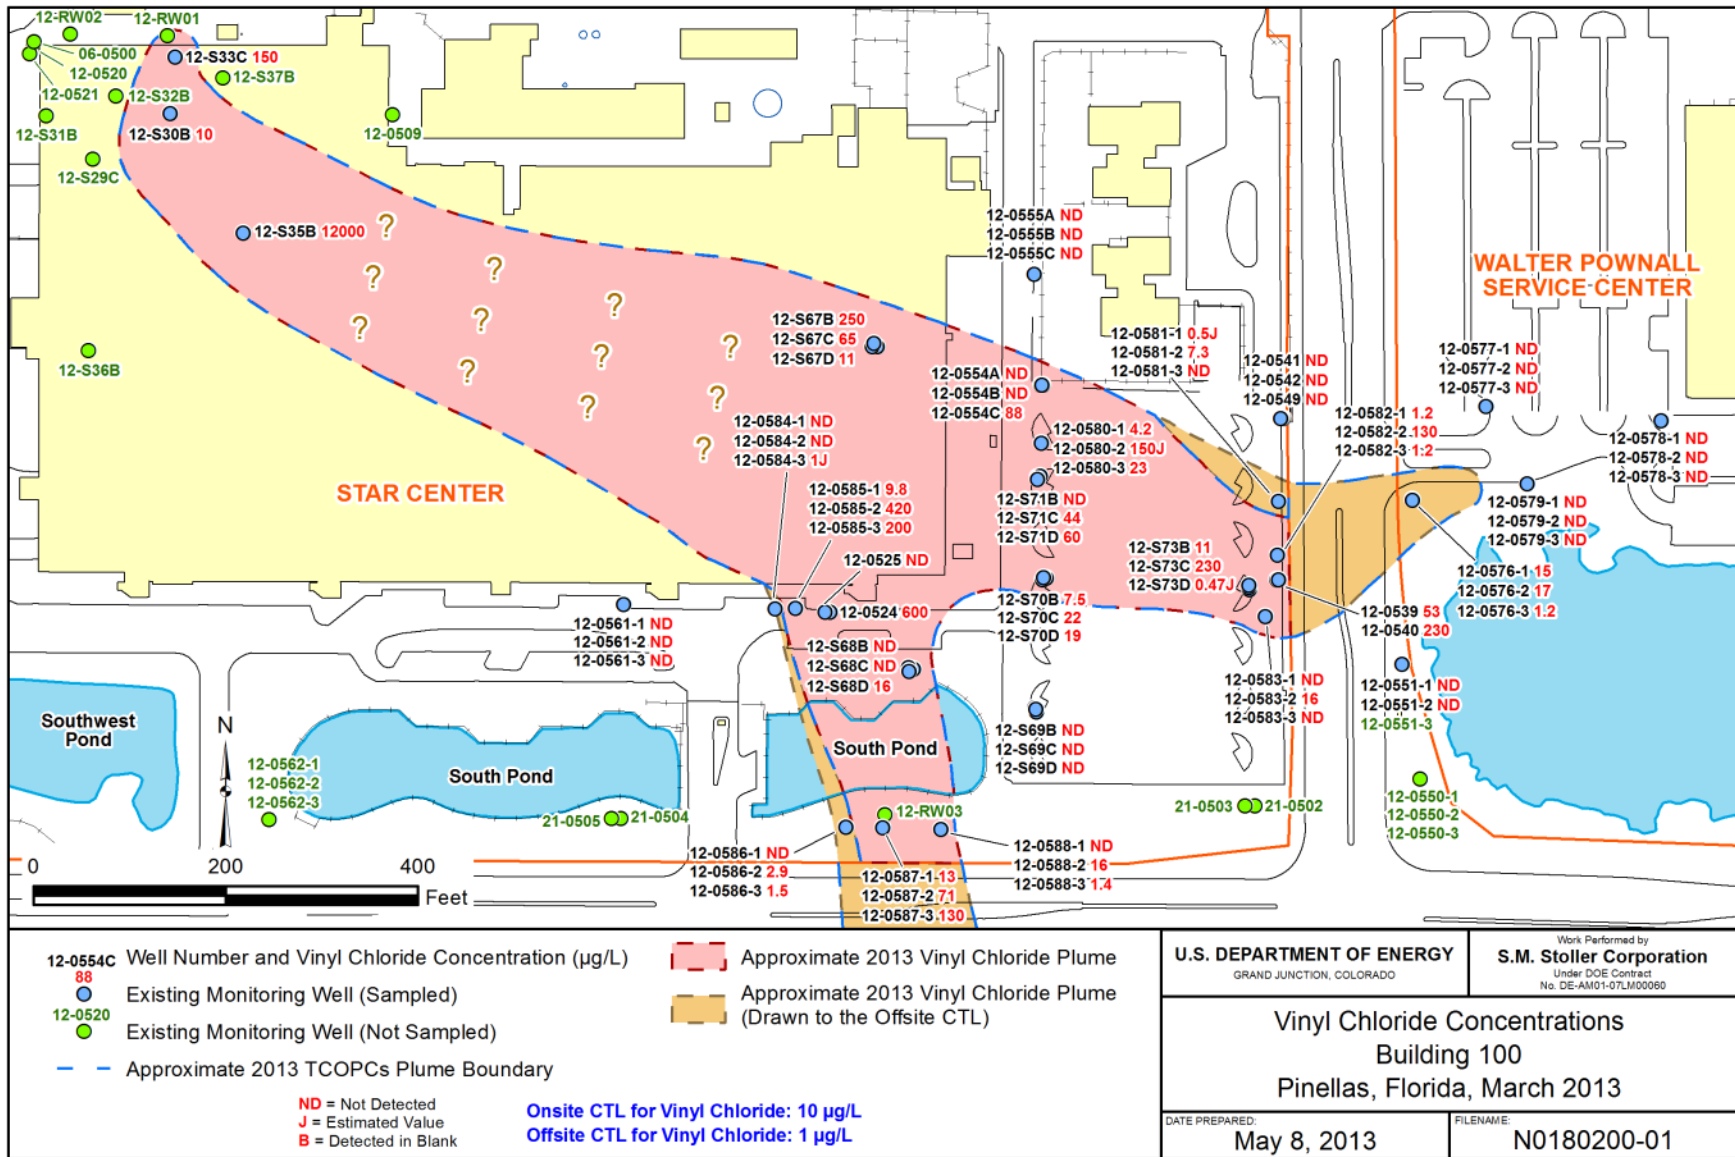 12-RW02
12-RW01
06-0500
12-0520
12-0521
12-S33C 150
12-S37B
12-S32B
12-S31B
12-S30B 10
12-0509
12-S29C
12-S35B 12000
?
?
?
?
?
?
?
?
?
?
?
?
?
12-S36B
12-0555A ND
12-0555B ND
12-0555C ND
WALTER POWNALL
SERVICE CENTER
12-S67B 250
12-S67C 65
12-S67D 11
12-0581-1 0.5J
12-0581-2 7.3
12-0581-3 ND
12-0541 ND
12-0542 ND
12-0549 ND
12-0577-1 ND
12-0577-2 ND
12-0577-3 ND
12-0554A ND
12-0554B ND
12-0554C 88
12-0584-1 ND
12-0584-2 ND
12-0584-3 1J
12-0580-1 4.2
12-0580-2 150J
12-0580-3 23
12-0582-1 1.2
12-0582-2 130
12-0582-3 1.2
12-0578-1 ND
12-0578-2 ND
12-0578-3 ND
STAR CENTER
12-0585-1 9.8
12-0585-2 420
12-0585-3 200
12-S71B ND
12-S71C 44
12-S71D 60
12-0579-1 ND
12-0579-2 ND
12-0579-3 ND
12-0525 ND
12-S73B 11
12-S73C 230
12-S73D 0.47J
12-0576-1 15
12-0576-2 17
12-0576-3 1.2
12-0524 600
12-S70B 7.5
12-S70C 22
12-S70D 19
12-0539 53
12-0540 230
12-0561-1 ND
12-0561-2 ND
12-0561-3 ND
12-S68B ND
12-S68C ND
12-S68D 16
12-0583-1 ND
12-0583-2 16
12-0583-3 ND
12-0551-1 ND
12-0551-2 ND
12-0551-3
Southwest
Pond
N
South Pond
South Pond
12-S69B ND
12-S69C ND
12-S69D ND
12-0562-1
12-0562-2
12-0562-3
21-0505
21-0504
12-RW03
21-0503
21-0502
12-0550-1
12-0550-2
12-0550-3
12-0586-1 ND
12-0586-2 2.9
12-0586-3 1.5
12-0587-1 13
12-0587-2 71
12-0587-3 130
12-0588-1 ND
12-0588-2 16
12-0588-3 1.4
0 200 400
Feet
12-0554C
88
Well Number and Vinyl Chloride Concentration (µg/L)
Existing Monitoring Well (Sampled)
12-0520
Existing Monitoring Well (Not Sampled)
Approximate 2013 TCOPCs Plume Boundary
Approximate 2013 Vinyl Chloride Plume
Approximate 2013 Vinyl Chloride Plume
(Drawn to the Offsite CTL)
ND = Not Detected
J = Estimated Value
B = Detected in Blank
Onsite CTL for Vinyl Chloride: 10 µg/L
Offsite CTL for Vinyl Chloride: 1 µg/L
U.S. DEPARTMENT OF ENERGY
GRAND JUNCTION, COLORADO
Work Performed by
S.M. Stoller Corporation
Under DOE Contract
No. DE-AM01-07LM00060
Vinyl Chloride Concentrations
Building 100
Pinellas, Florida, March 2013
DATE PREPARED:
May 8, 2013
FILENAME:
N0180200-01